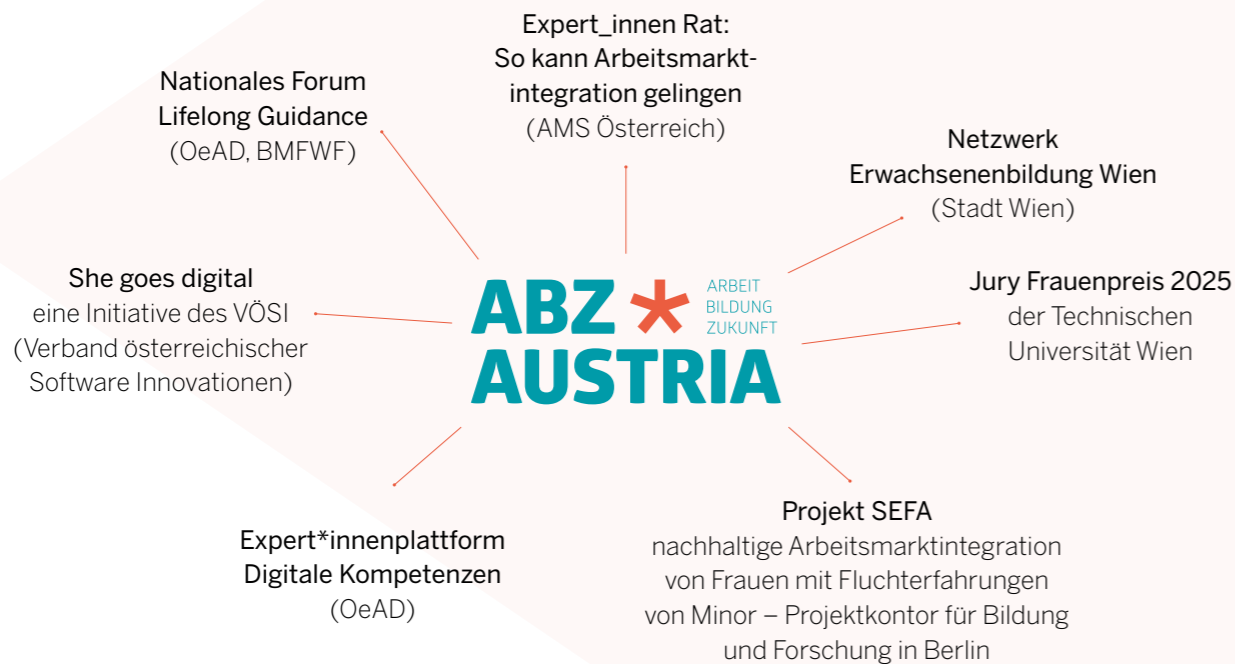 Expert_innen Rat:
So kann Arbeitsmarkt-
integration gelingen
(AMS Österreich)
Nationales Forum
Lifelong Guidance
(OeAD, BMFWF)
Netzwerk
Erwachsenenbildung Wien
(Stadt Wien)
She goes digital
eine Initiative des VÖSI
(Verband österreichischer
Software Innovationen)
ABZ * AUSTRIA
ARBEIT
BILDUNG
ZUKUNFT
Jury Frauenpreis 2025
der Technischen
Universität Wien
Expert*innenplattform
Digitale Kompetenzen
(OeAD)
Projekt SEFA
nachhaltige Arbeitsmarktintegration
von Frauen mit Fluchterfahrungen
von Minor – Projektkontor für Bildung
und Forschung in Berlin